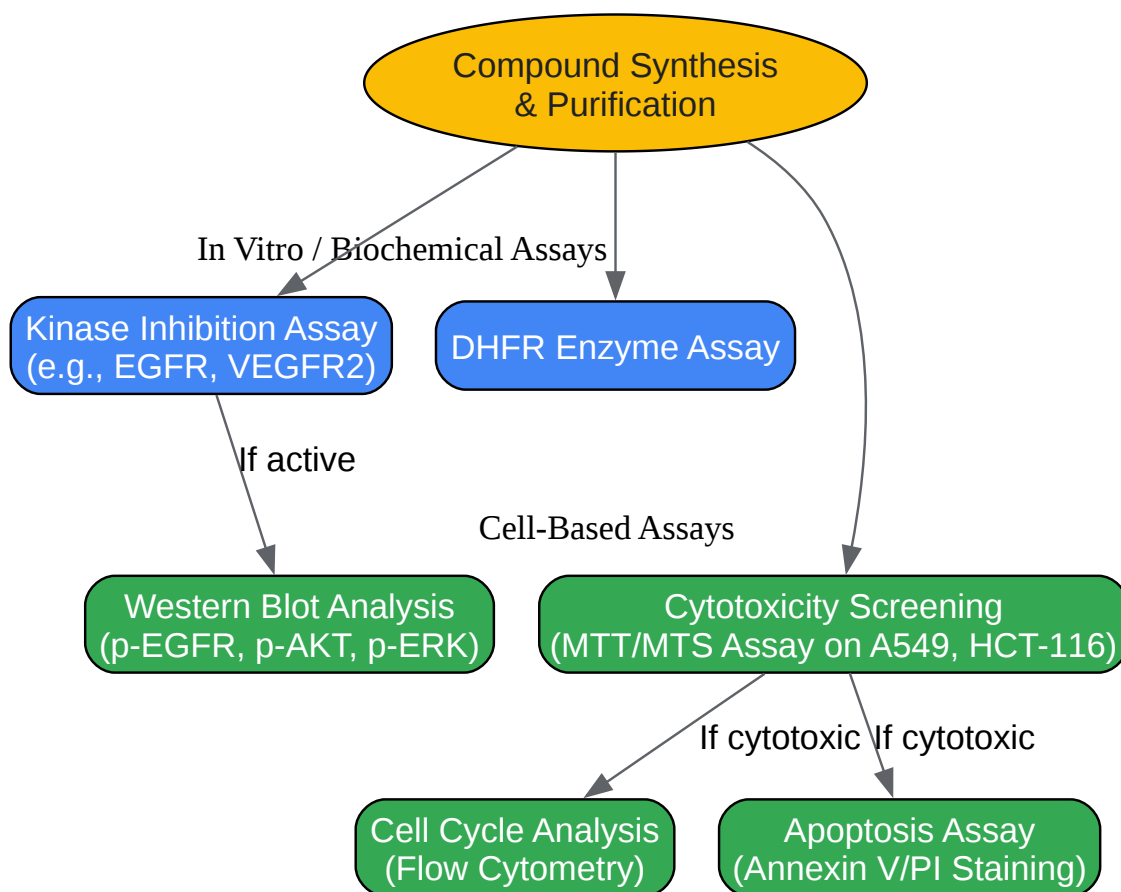 Compound Synthesis
& Purification
In Vitro / Biochemical Assays
Kinase Inhibition Assay
(e.g., EGFR, VEGFR2)
DHFR Enzyme Assay
If active
Cell-Based Assays
Western Blot Analysis
(p-EGFR, p-AKT, p-ERK)
Cytotoxicity Screening
(MTT/MTS Assay on A549, HCT-116)
If cytotoxic
If cytotoxic
Cell Cycle Analysis
(Flow Cytometry)
Apoptosis Assay
(Annexin V/PI Staining)